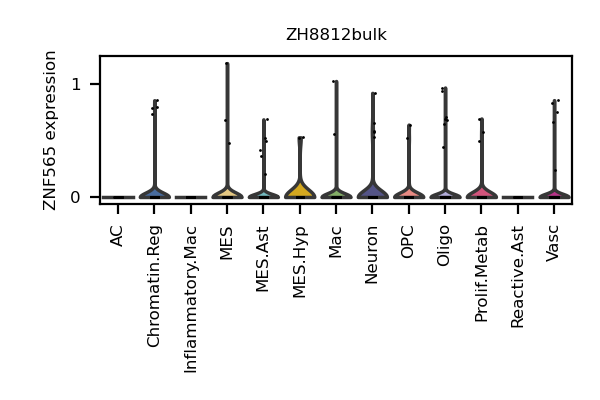 ZH8812bulk
ZNF565 expression
1
0
AC
Chromatin.Reg
Inflammatory.Mac
MES
MES.Ast
MES.Hyp
Mac
Neuron
OPC
Oligo
Prolif.Metab
Reactive.Ast
Vasc